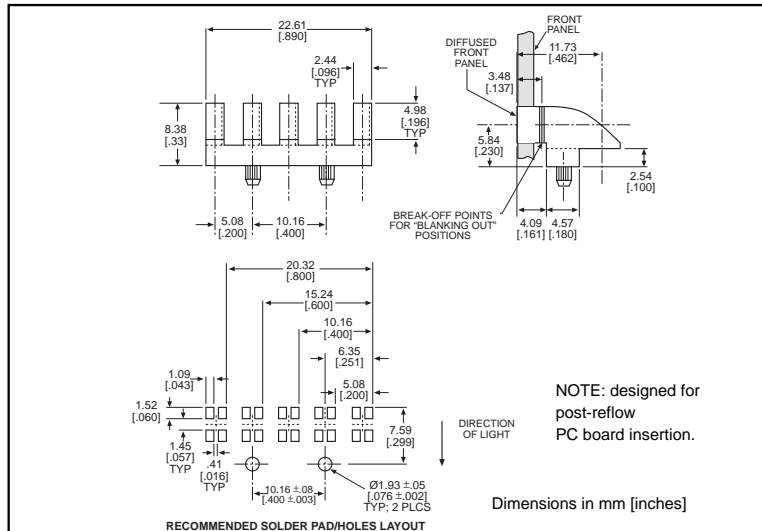 22.61
[.890]
2.44
[.096]
TYP
8.38
[.33]
4.98
[.196]
TYP
5.08
[.200]
10.16
[.400]
FRONT
PANEL
DIFFUSED
FRONT
PANEL
11.73
[.462]
3.48
[.137]
5.84
[.230]
2.54
[.100]
BREAK-OFF POINTS
FOR "BLANKING OUT"
POSITIONS
4.09
[.161]
4.57
[.180]
20.32
[.800]
15.24
[.600]
10.16
[.400]
6.35
[.251]
5.08
[.200]
1.09
[.043]
1.52
[.060]
1.45
[.057]
TYP
.41
[.016]
TYP
7.59
[.299]
DIRECTION
OF LIGHT
10.16 ±.08
[.400 ±.003]
Ø1.93 ±.05
[.076 ±.002]
TYP; 2 PLCS
NOTE: designed for
post-reflow
PC board insertion.
Dimensions in mm [inches]
RECOMMENDED SOLDER PAD/HOLES LAYOUT